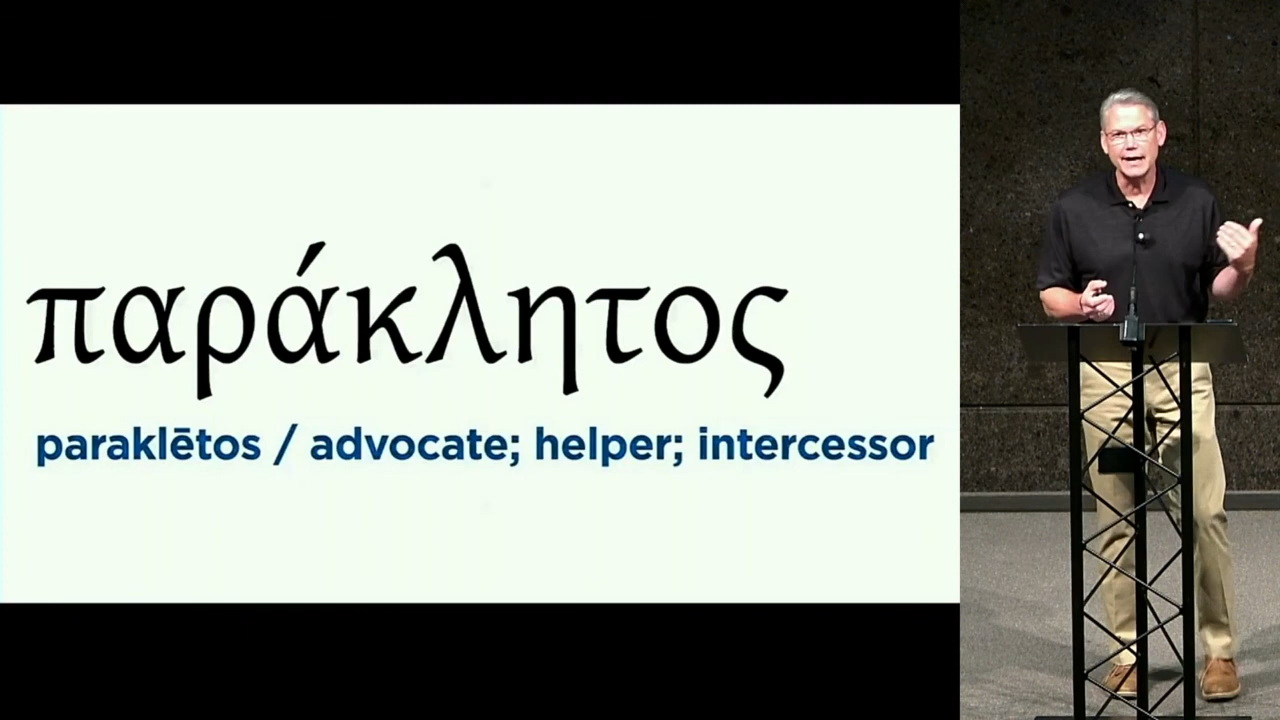 παράκλητος
paraklētos / advocate; helper; intercessor